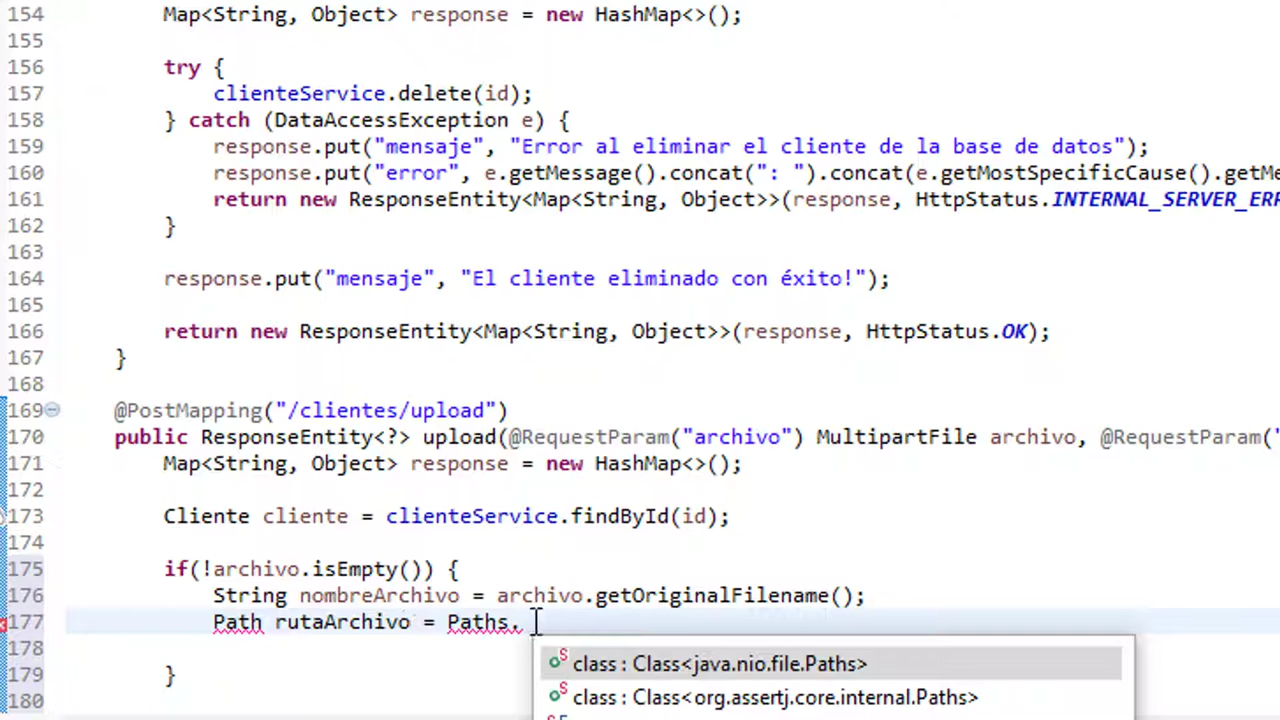 154 Map<String, Object> response = new HashMap<>();
155
156 try {
157 clienteService.delete(id);
158 } catch (DataAccessException e) {
159 response.put("mensaje", "Error al eliminar el cliente de la base de datos");
160 response.put("error", e.getMessage().concat(": ").concat(e.getMostSpecificCause().getMe
161 return new ResponseEntity<Map<String, Object>>(response, HttpStatus.INTERNAL_SERVER_ERR
162 }
163
164 response.put("mensaje", "El cliente eliminado con éxito!");
165
166 return new ResponseEntity<Map<String, Object>>(response, HttpStatus.OK);
167 }
168
169 @PostMapping("/clientes/upload")
170 public ResponseEntity<?> upload(@RequestParam("archivo") MultipartFile archivo, @RequestParam("
171 Map<String, Object> response = new HashMap<>();
172
173 Cliente cliente = clienteService.findById(id);
174
175 if(!archivo.isEmpty()) {
176 String nombreArchivo = archivo.getOriginalFilename();
177 Path rutaArchivo = Paths.
178
class : Class<java.nio.file.Paths>
179 }
class : Class<org.assertj.core.internal.Paths>
180